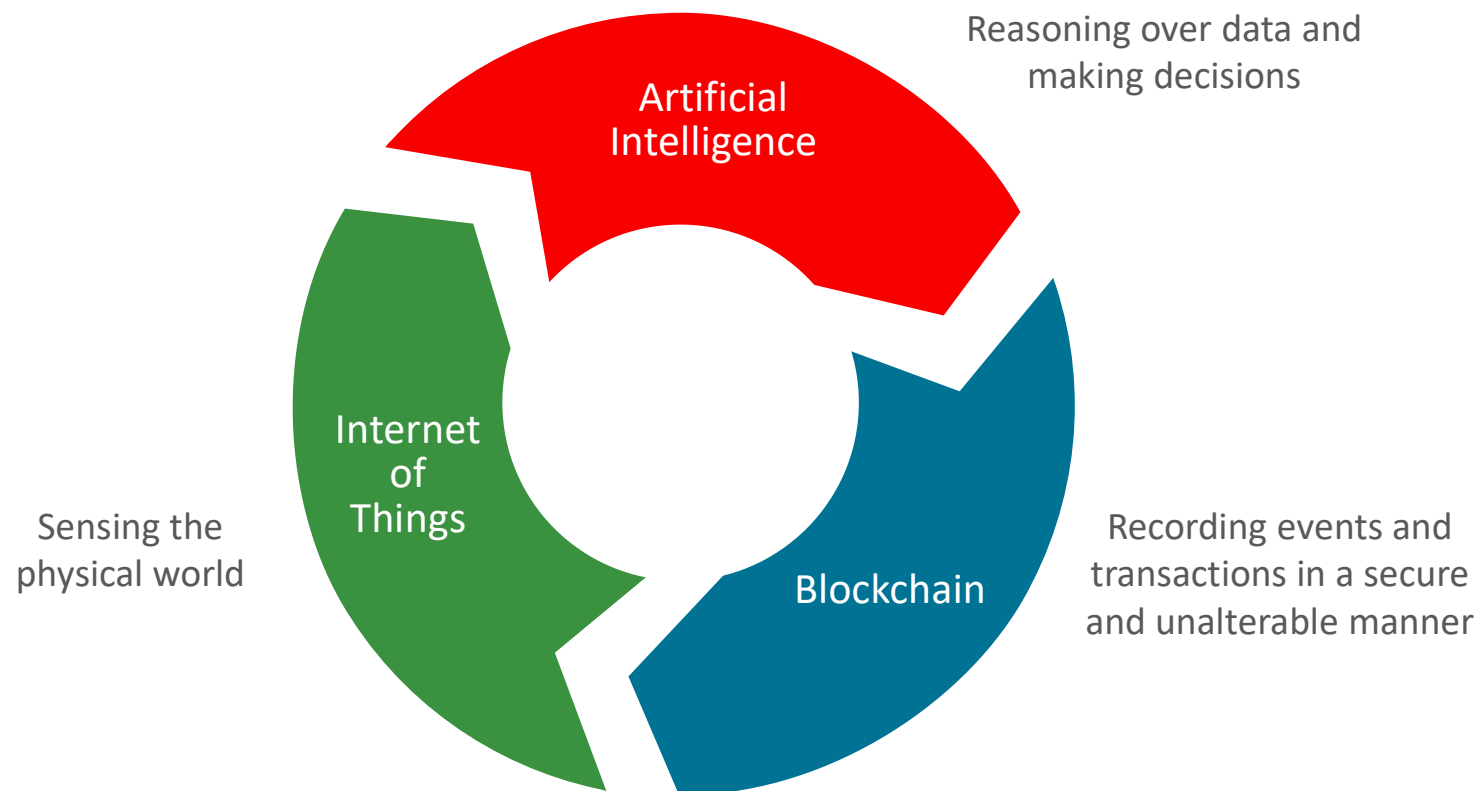 Reasoning over data and
making decisions
Artificial
Intelligence
Internet
of
Things
Sensing the
physical world
Blockchain
Recording events and
transactions in a secure
and unalterable manner